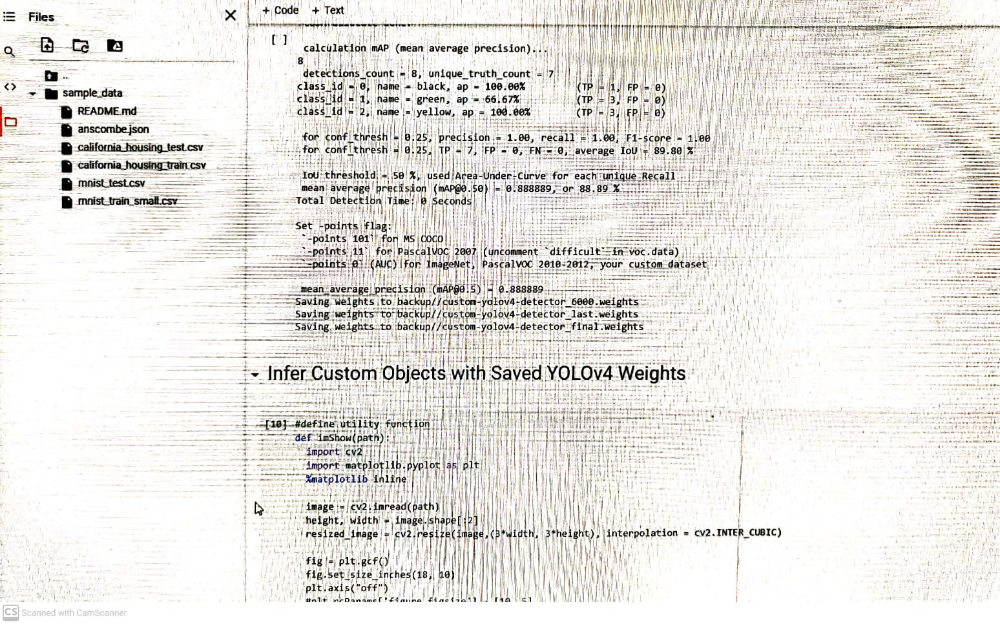 Files
+ Code + Text
..
sample_data
README.md
anscombe.json
california_housing_test.csv
california_housing_train.csv
mnist_test.csv
mnist_train_small.csv
[ ]
calculation mAP (mean average precision)...
8
detections_count = 8, unique_truth_count = 7
class_id = 0, name = black, ap = 100.00% (TP = 1, FP = 0)
class_id = 1, name = green, ap = 66.67% (TP = 3, FP = 0)
class_id = 2, name = yellow, ap = 100.00% (TP = 3, FP = 0)
for conf_thresh = 0.25, precision = 1.00, recall = 1.00, F1-score = 1.00
for conf_thresh = 0.25, TP = 7, FP = 0, FN = 0, average IoU = 89.80 %
IoU threshold = 50 %, used Area-Under-Curve for each unique Recall
mean average precision (mAP@0.50) = 0.888889, or 88.89 %
Total Detection Time: 0 Seconds
Set -points flag:
`-points 101` for MS COCO
`-points 11` for PascalVOC 2007 (uncomment `difficult` in voc.data)
`-points 0` (AUC) for ImageNet, PascalVOC 2010-2012, your custom dataset
mean_average_precision (mAP@0.5) = 0.888889
Saving weights to backup//custom-yolov4-detector_6000.weights
Saving weights to backup//custom-yolov4-detector_last.weights
Saving weights to backup//custom-yolov4-detector_final.weights
Infer Custom Objects with Saved YOLOv4 Weights
[10] #define utility function
def imShow(path):
import cv2
import matplotlib.pyplot as plt
%matplotlib inline
image = cv2.imread(path)
height, width = image.shape[:2]
resized_image = cv2.resize(image,(3*width, 3*height), interpolation = cv2.INTER_CUBIC)
fig = plt.gcf()
fig.set_size_inches(18, 10)
plt.axis("off")
#plt.rcParams['figure.figsize'] = [10, 5]
CS Scanned with CamScanner